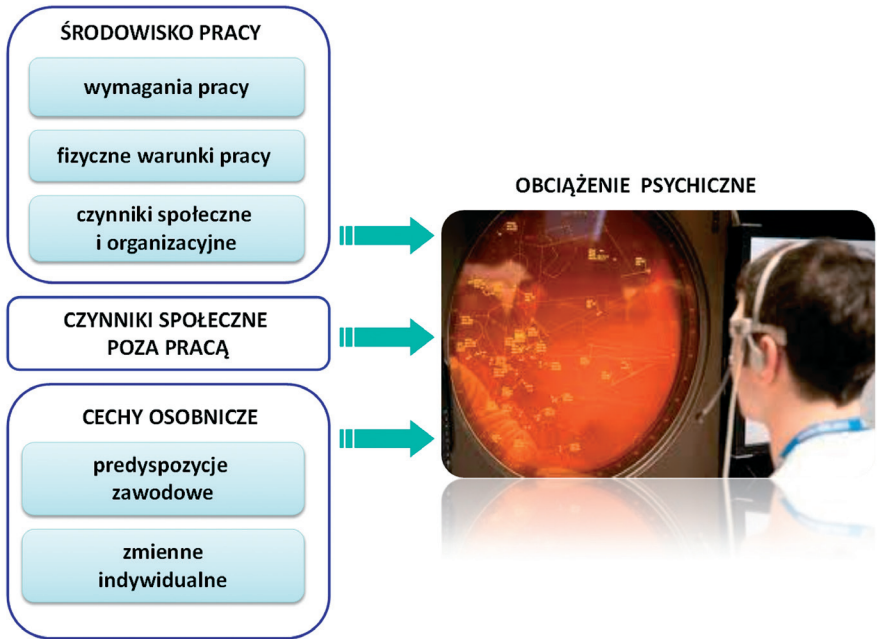 ŚRODOWISKO PRACY
wymagania pracy
fizyczne warunki pracy
czynniki społeczne
i organizacyjne
CZYNNIKI SPOŁECZNE
POZA PRACĄ
CECHY OSOBNICZE
predyspozycje
zawodowe
zmienne
indywidualne
OBCIĄŻENIE PSYCHICZNE